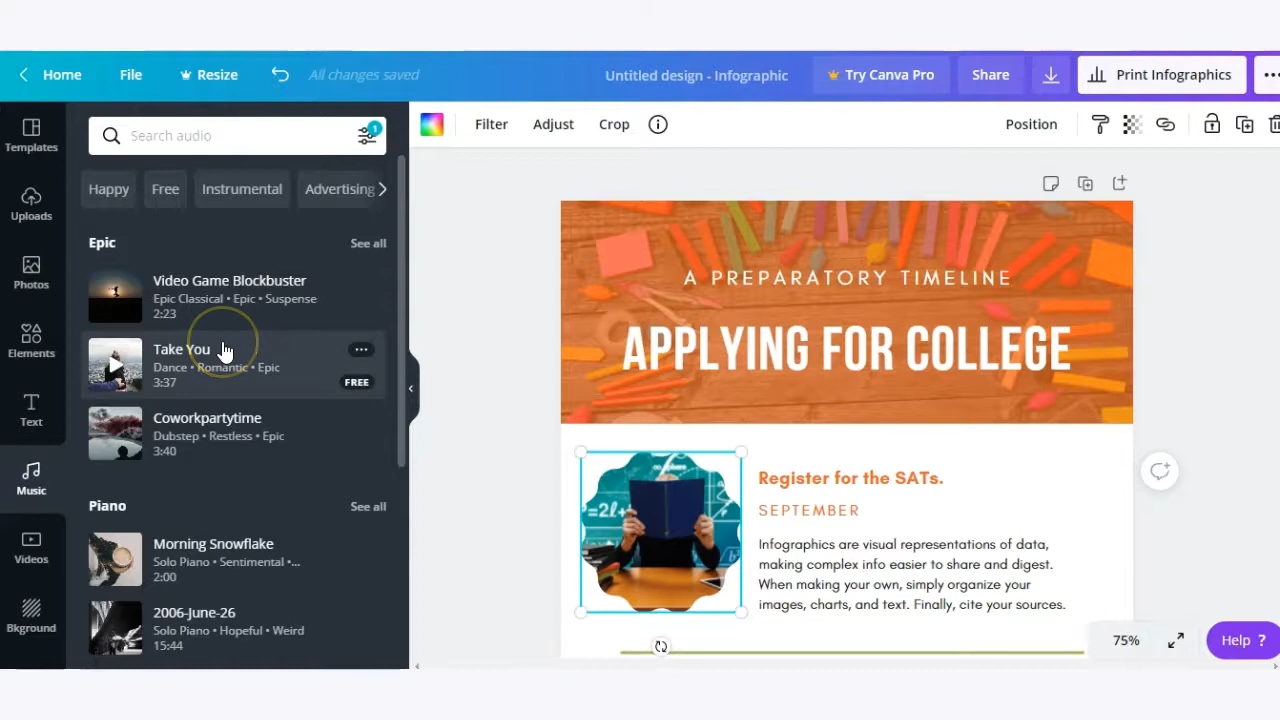 Home
File
Resize
All changes saved
Untitled design - Infographic
Try Canva Pro
Share
Print Infographics
Templates
Uploads
Photos
Elements
Text
Music
Videos
Bkground
Search audio
1
Happy
Free
Instrumental
Advertising
Epic
See all
Video Game Blockbuster
Epic Classical • Epic • Suspense
2:23
Take You
Dance • Romantic • Epic
3:37
FREE
Coworkpartytime
Dubstep • Restless • Epic
3:40
Piano
See all
Morning Snowflake
Solo Piano • Sentimental •...
2:00
2006-June-26
Solo Piano • Hopeful • Weird
15:44
Filter
Adjust
Crop
Position
A PREPARATORY TIMELINE
APPLYING FOR COLLEGE
Register for the SATs.
SEPTEMBER
Infographics are visual representations of data,
making complex info easier to share and digest.
When making your own, simply organize your
images, charts, and text. Finally, cite your sources.
75%
Help ?